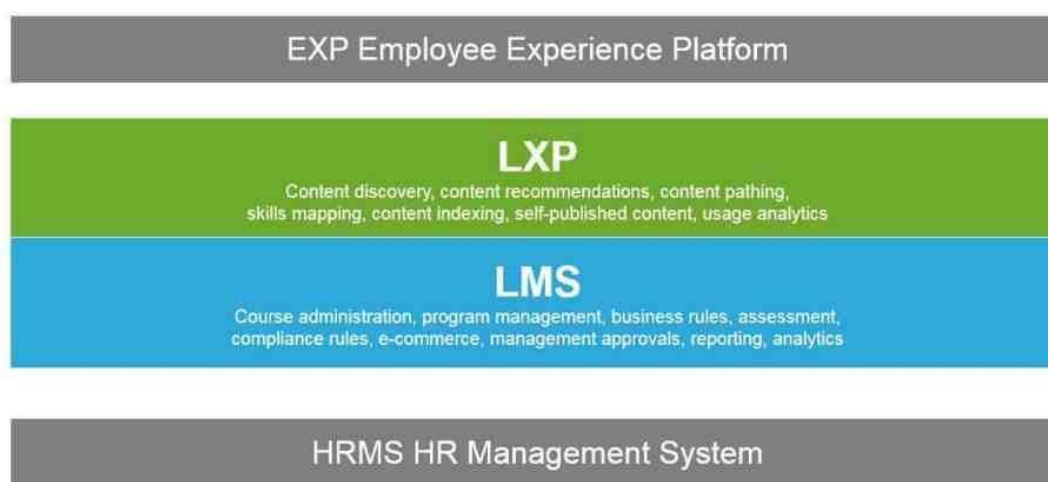 EXP Employee Experience Platform
LXP
Content discovery, content recommendations, content pathing,
skills mapping, content indexing, self-published content, usage analytics
LMS
Course administration, program management, business rules, assessment,
compliance rules, e-commerce, management approvals, reporting, analytics
HRMS HR Management System